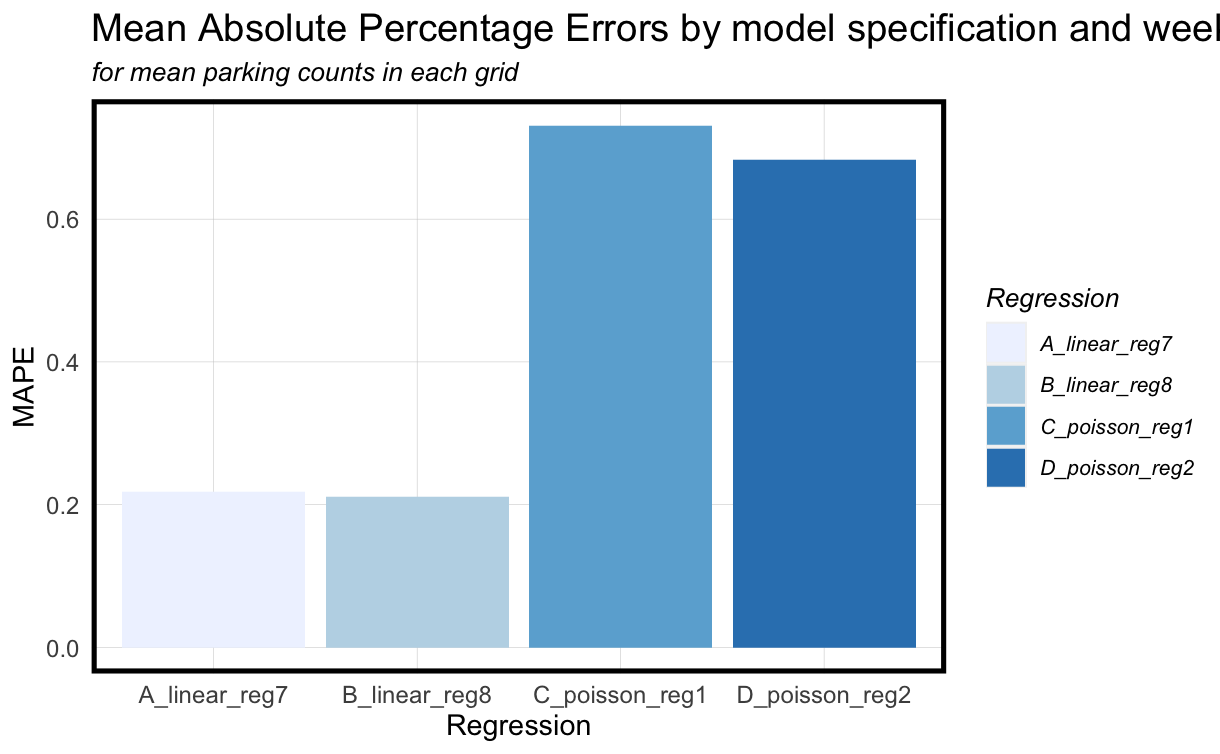 Mean Absolute Percentage Errors by model specification and
for mean parking counts in each grid
MAPE
0.6
0.4
0.2
0.0
A_linear_reg7 B_linear_reg8 C_poisson_reg1 D_poisson_reg2
Regression
Regression
A_linear_reg7
B_linear_reg8
C_poisson_reg1
D_poisson_reg2